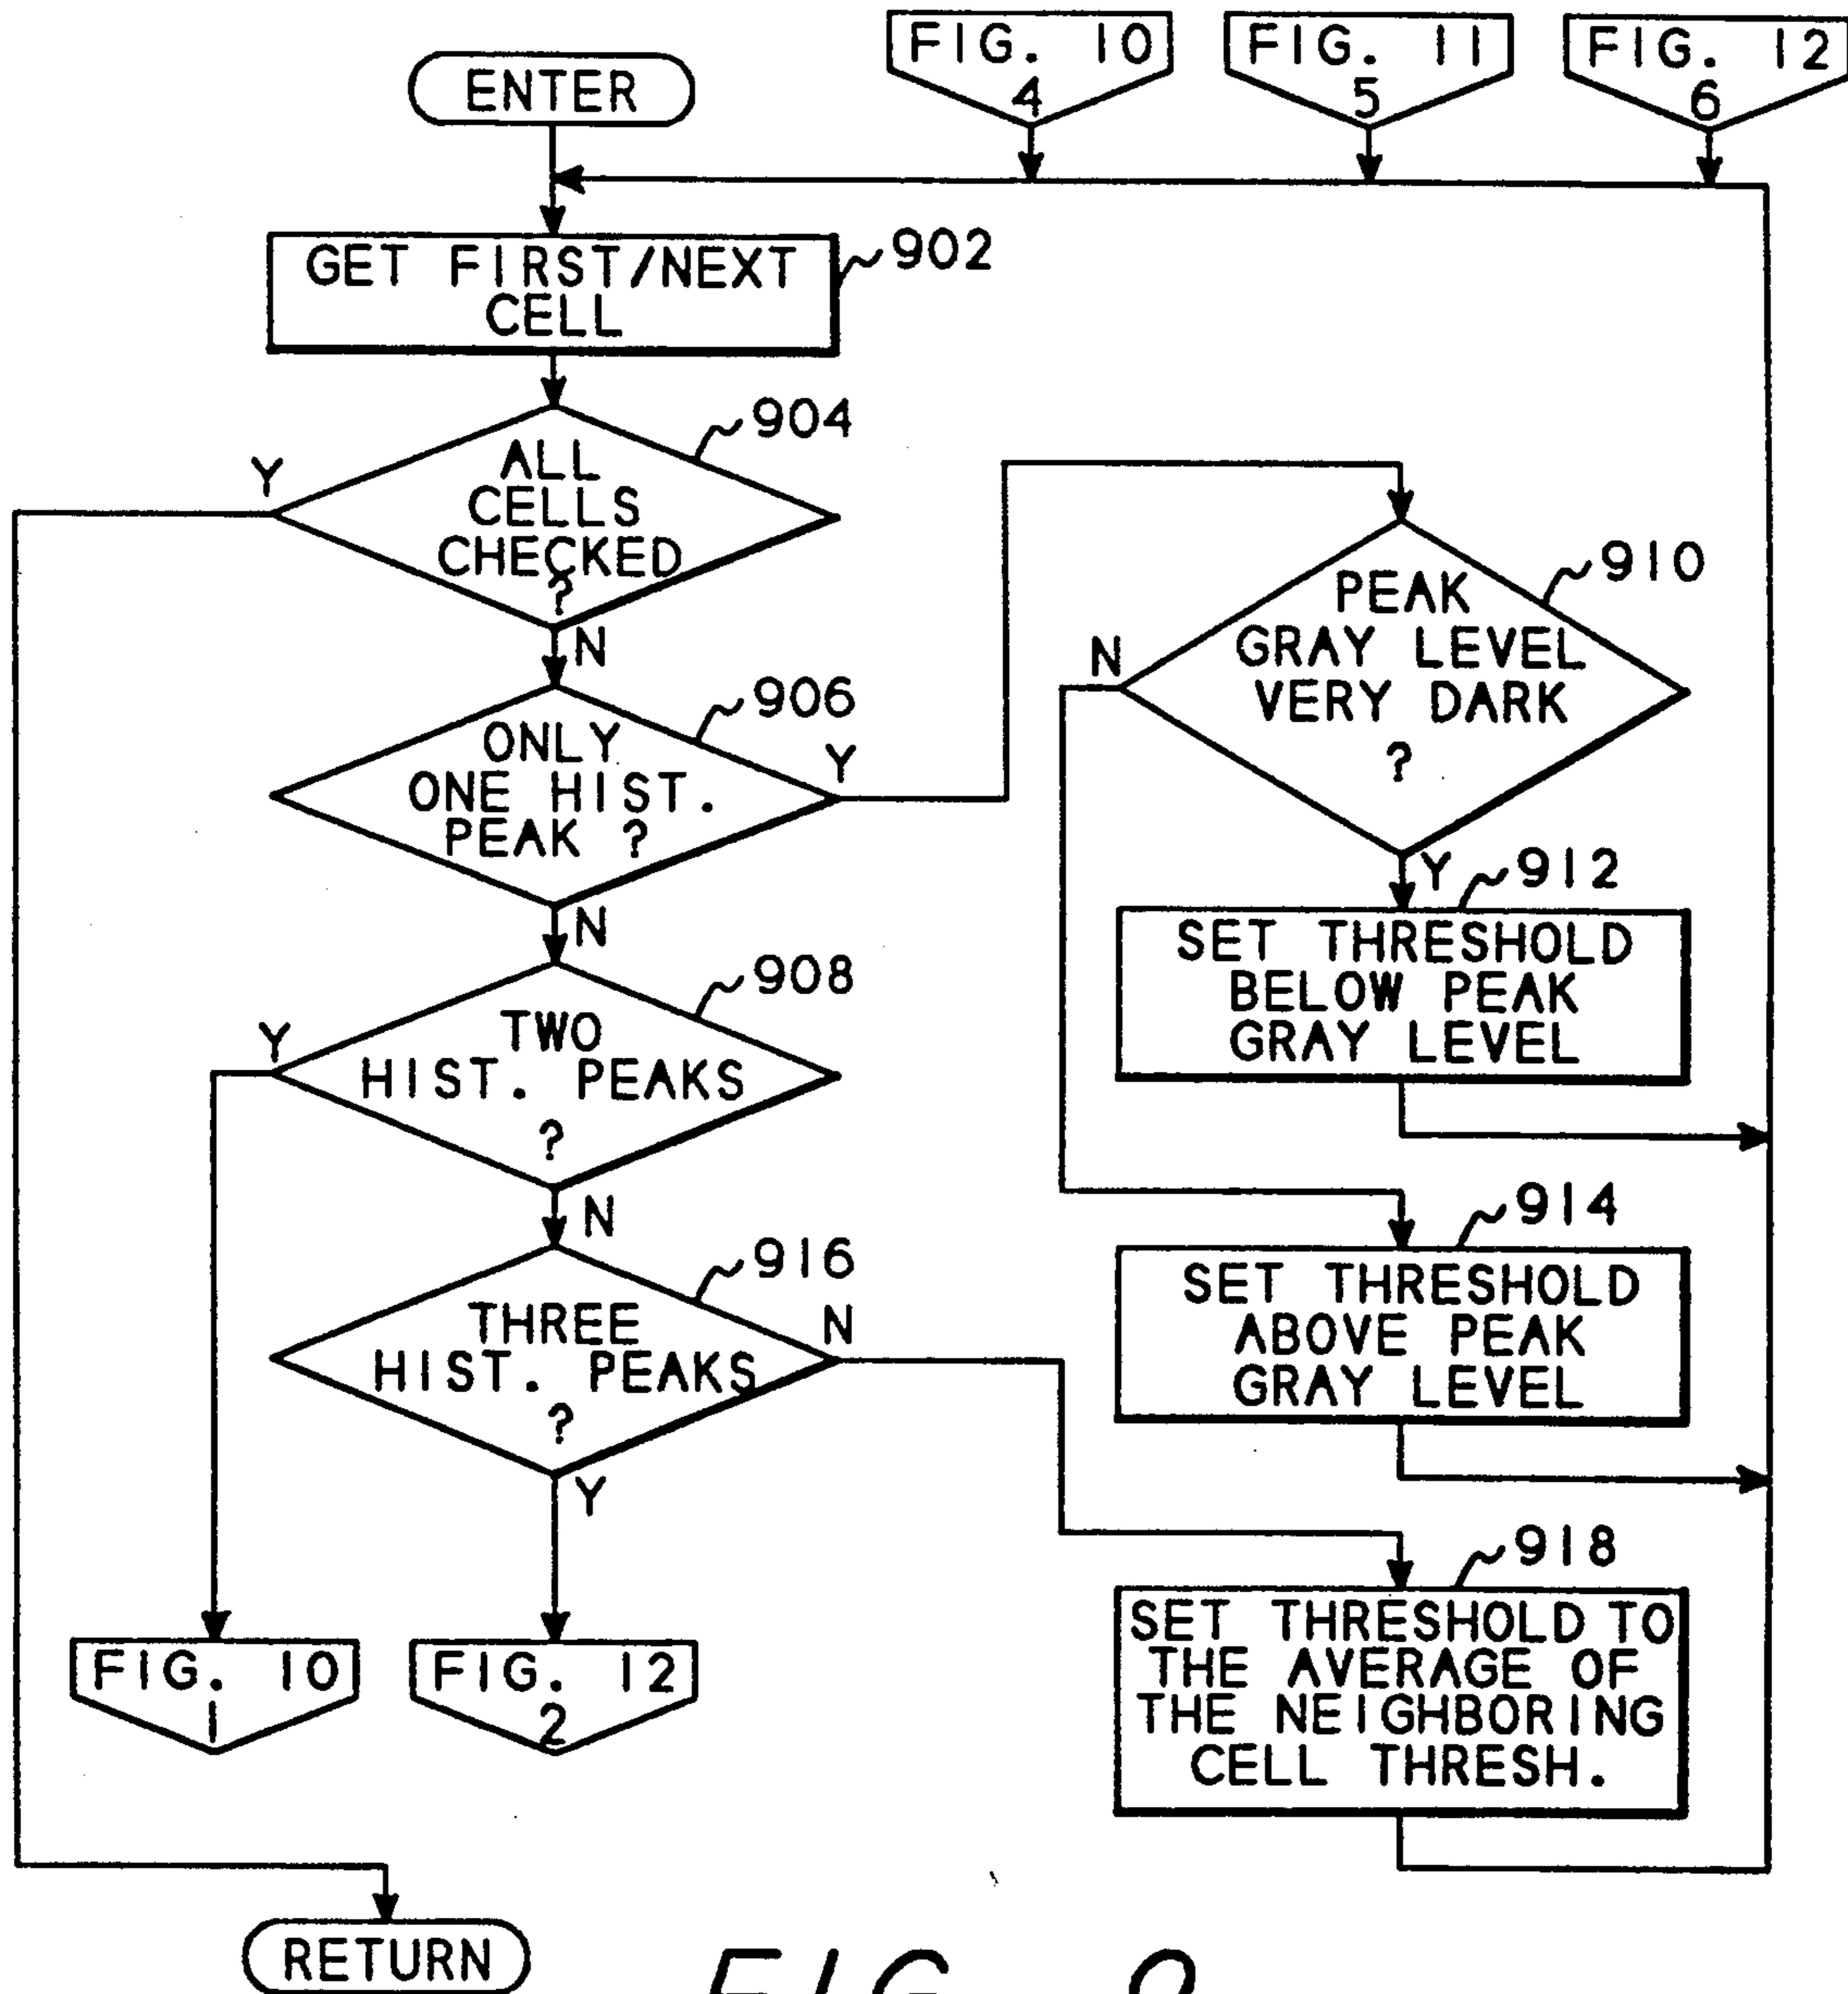 FIG. 10
4
FIG. 11
5
FIG. 12
6
ENTER
GET FIRST/NEXT
CELL
902
904
ALL
CELLS
CHECKED
?
Y
N
906
ONLY
ONE HIST.
PEAK ?
Y
N
910
PEAK
GRAY LEVEL
VERY DARK
?
N
Y
912
SET THRESHOLD
BELOW PEAK
GRAY LEVEL
908
TWO
HIST. PEAKS
?
Y
N
914
SET THRESHOLD
ABOVE PEAK
GRAY LEVEL
916
THREE
HIST. PEAKS
?
N
Y
918
SET THRESHOLD TO
THE AVERAGE OF
THE NEIGHBORING
CELL THRESH.
FIG. 10
1
FIG. 12
2
RETURN